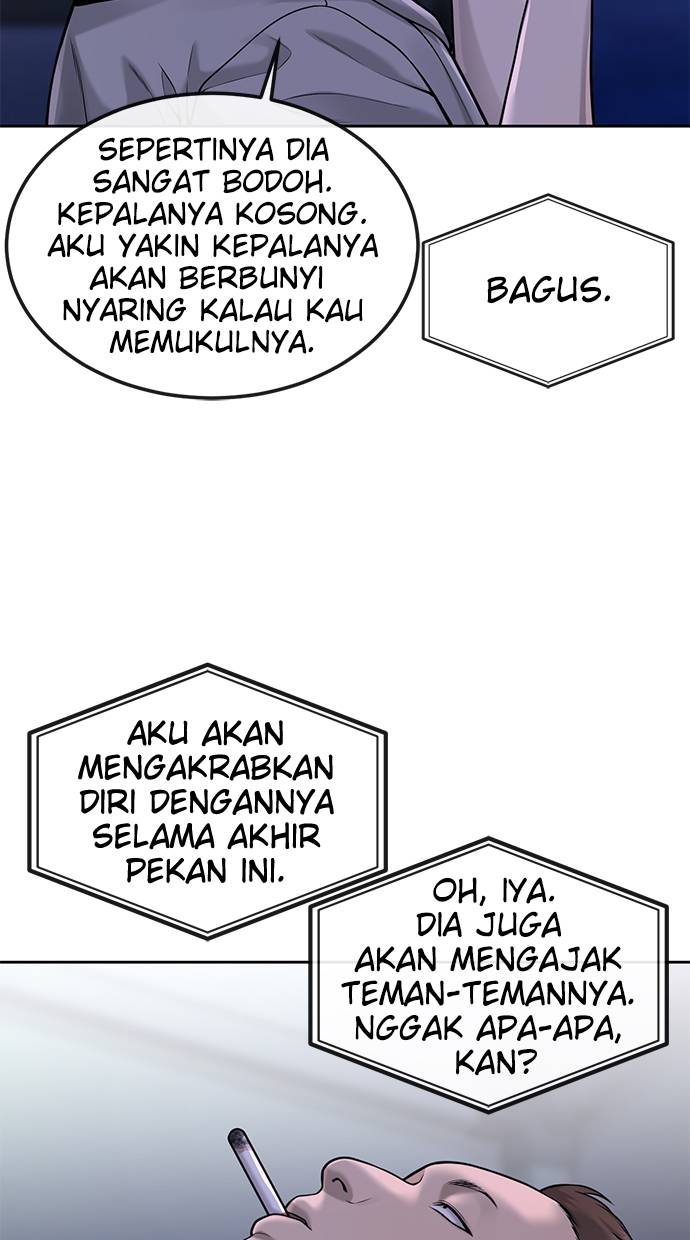 SEPERTINYA DIA
SANGAT BODOH.
KEPALANYA KOSONG.
AKU YAKIN KEPALANYA
AKAN BERBUNYI
NYARING KALAU KAU
MEMUKULNYA.
BAGUS.
AKU AKAN
MENGAKRABKAN
DIRI DENGANNYA
SELAMA AKHIR
PEKAN INI.
OH, IYA.
DIA JUGA
AKAN MENGAJAK
TEMAN-TEMANNYA.
NGGAK APA-APA,
KAN?